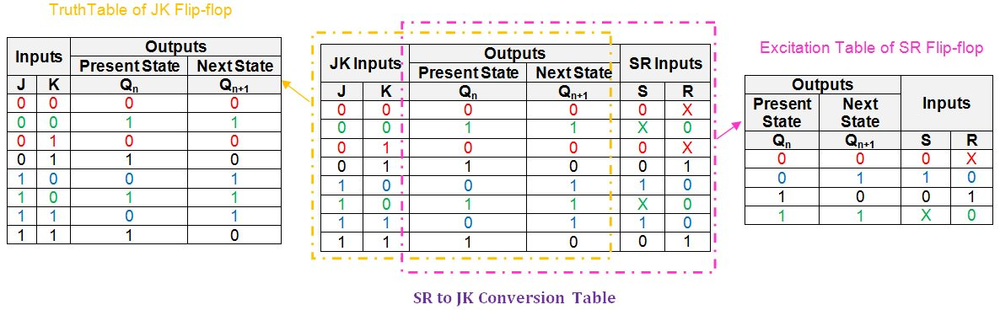 TruthTable of JK Flip-flop
Inputs Outputs
Present State Next State
J K Qn Qn+1
0 0 0 0
0 0 1 1
0 1 0 0
0 1 1 0
1 0 0 1
1 0 1 1
1 1 0 1
1 1 1 0
JK Inputs Outputs SR Inputs
Present State Next State
J K Qn Qn+1 S R
0 0 0 0 0 X
0 0 1 1 X 0
0 1 0 0 0 X
0 1 1 0 0 1
1 0 0 1 1 0
1 0 1 1 X 0
1 1 0 1 1 0
1 1 1 0 0 1
SR to JK Conversion Table
Excitation Table of SR Flip-flop
Outputs Inputs
Present State Next State
Qn Qn+1 S R
0 0 0 X
0 1 1 0
1 0 0 1
1 1 X 0